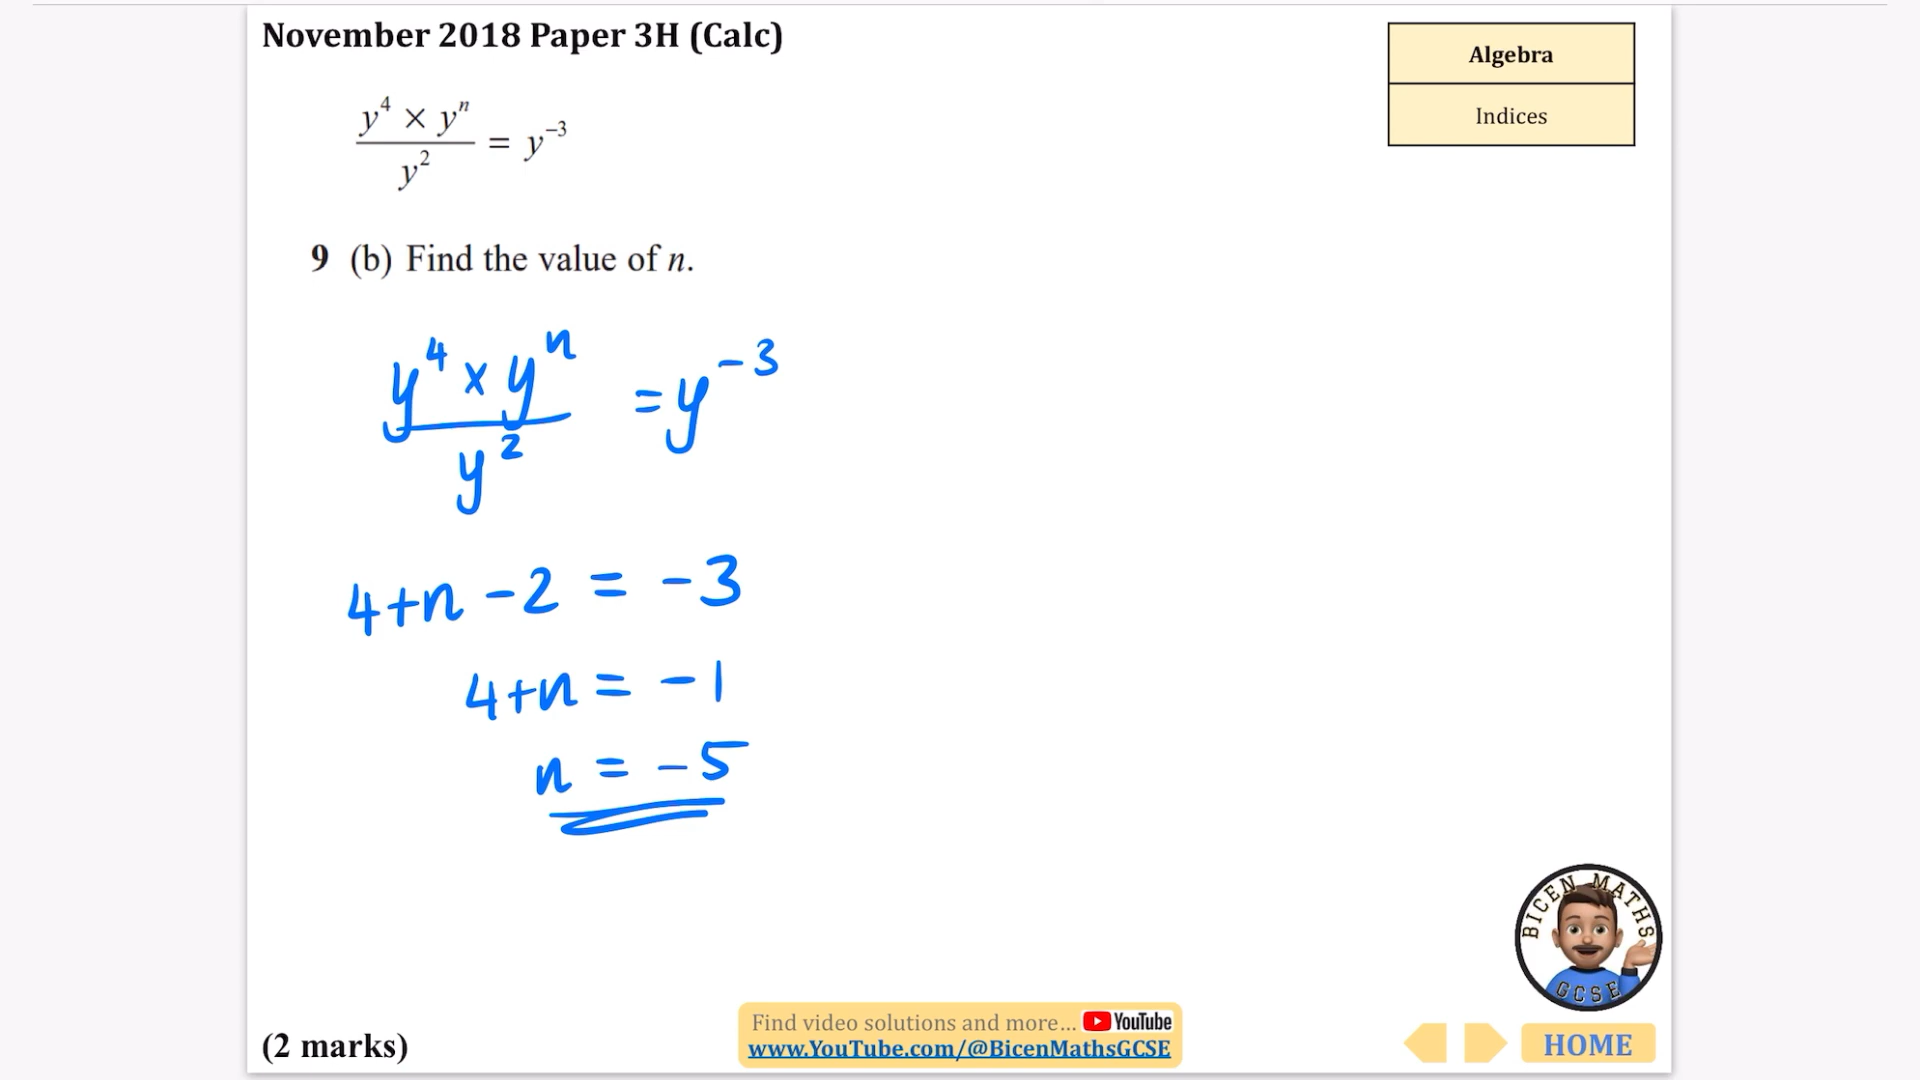 November 2018 Paper 3H (Calc)
Algebra
Indices
y⁴ × yⁿ
= y⁻³
y²
9 (b) Find the value of n.
y⁴ × yⁿ
= y⁻³
y²
4+n -2 = -3
4+n = -1
n = -5
BICEN MATHS
GCSE
(2 marks)
Find video solutions and more... YouTube
www.YouTube.com/@BicenMathsGCSE
HOME